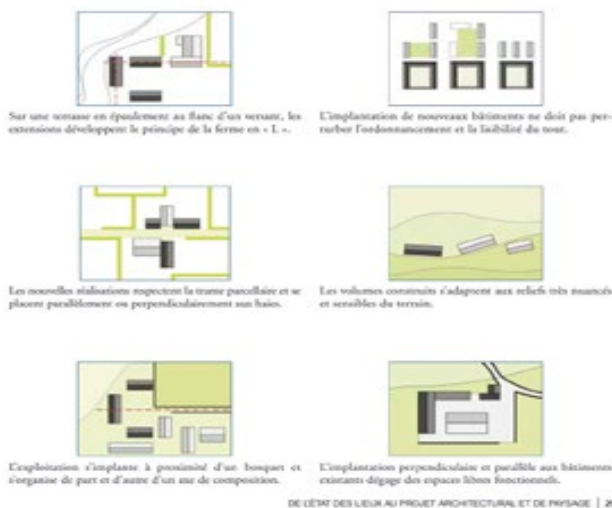 Sur une terrasse en épaulement au flanc d'un versant, les
extensions développent le principe de la ferme en « L ».
L'implantation de nouveaux bâtiments ne doit pas per-
turber l'ordonnancement et la lisibilité du tout.
Les nouvelles réalisations respectent la trame parcellaire et se
placent parallèlement ou perpendiculairement aux haies.
Les volumes construits s'adaptent aux reliefs très nuancés
et sensibles du terrain.
L'exploitation s'implante à proximité d'un bosquet et
s'organise de part et d'autre d'un axe de composition.
L'implantation perpendiculaire et parallèle aux bâtiments
existants dégage des espaces libres fonctionnels.
DE L'ÉTAT DES LIEUX AU PROJET ARCHITECTURAL ET DE PAYSAGE |